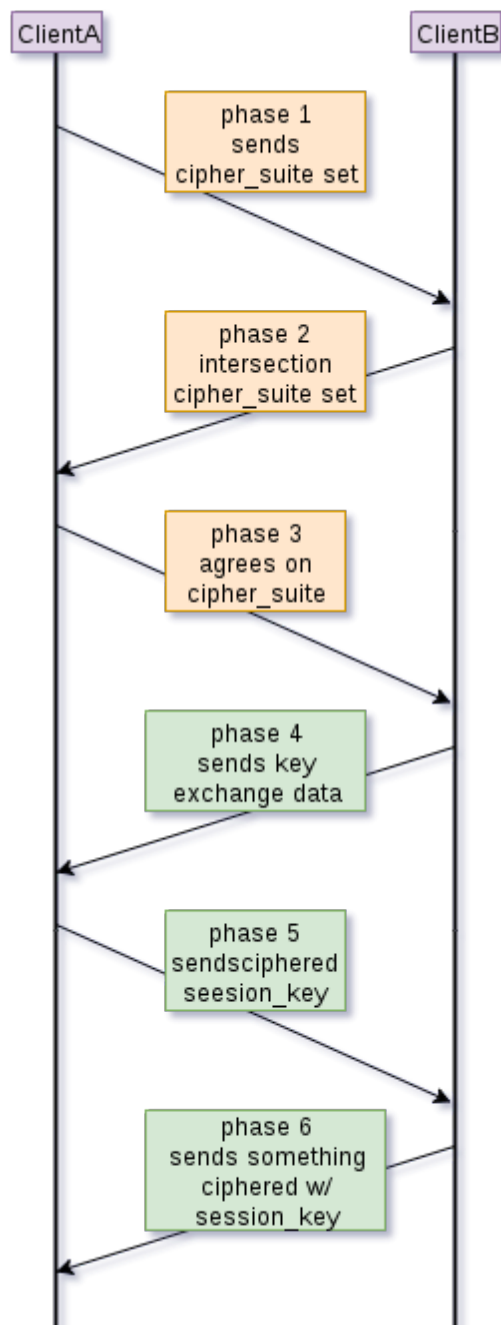 ClientA
ClientB
phase 1
sends
cipher_suite set
phase 2
intersection
cipher_suite set
phase 3
agrees on
cipher_suite
phase 4
sends key
exchange data
phase 5
sendsciphered
seesion_key
phase 6
sends something
ciphered w/
session_key